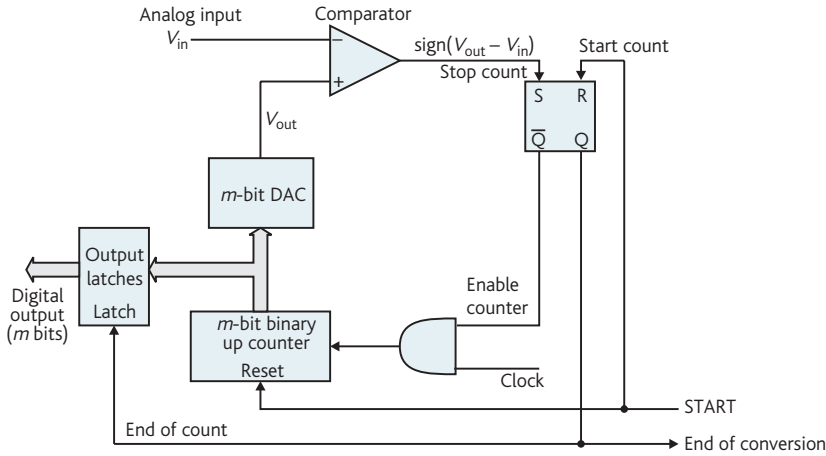 Analog input
V_in
Comparator
sign(V_out – V_in)
Stop count
Start count
S R
Q̅ Q
–
+
V_out
m-bit DAC
Output
latches
Latch
Digital
output
(m bits)
m-bit binary
up counter
Reset
Enable
counter
Clock
START
End of count
End of conversion